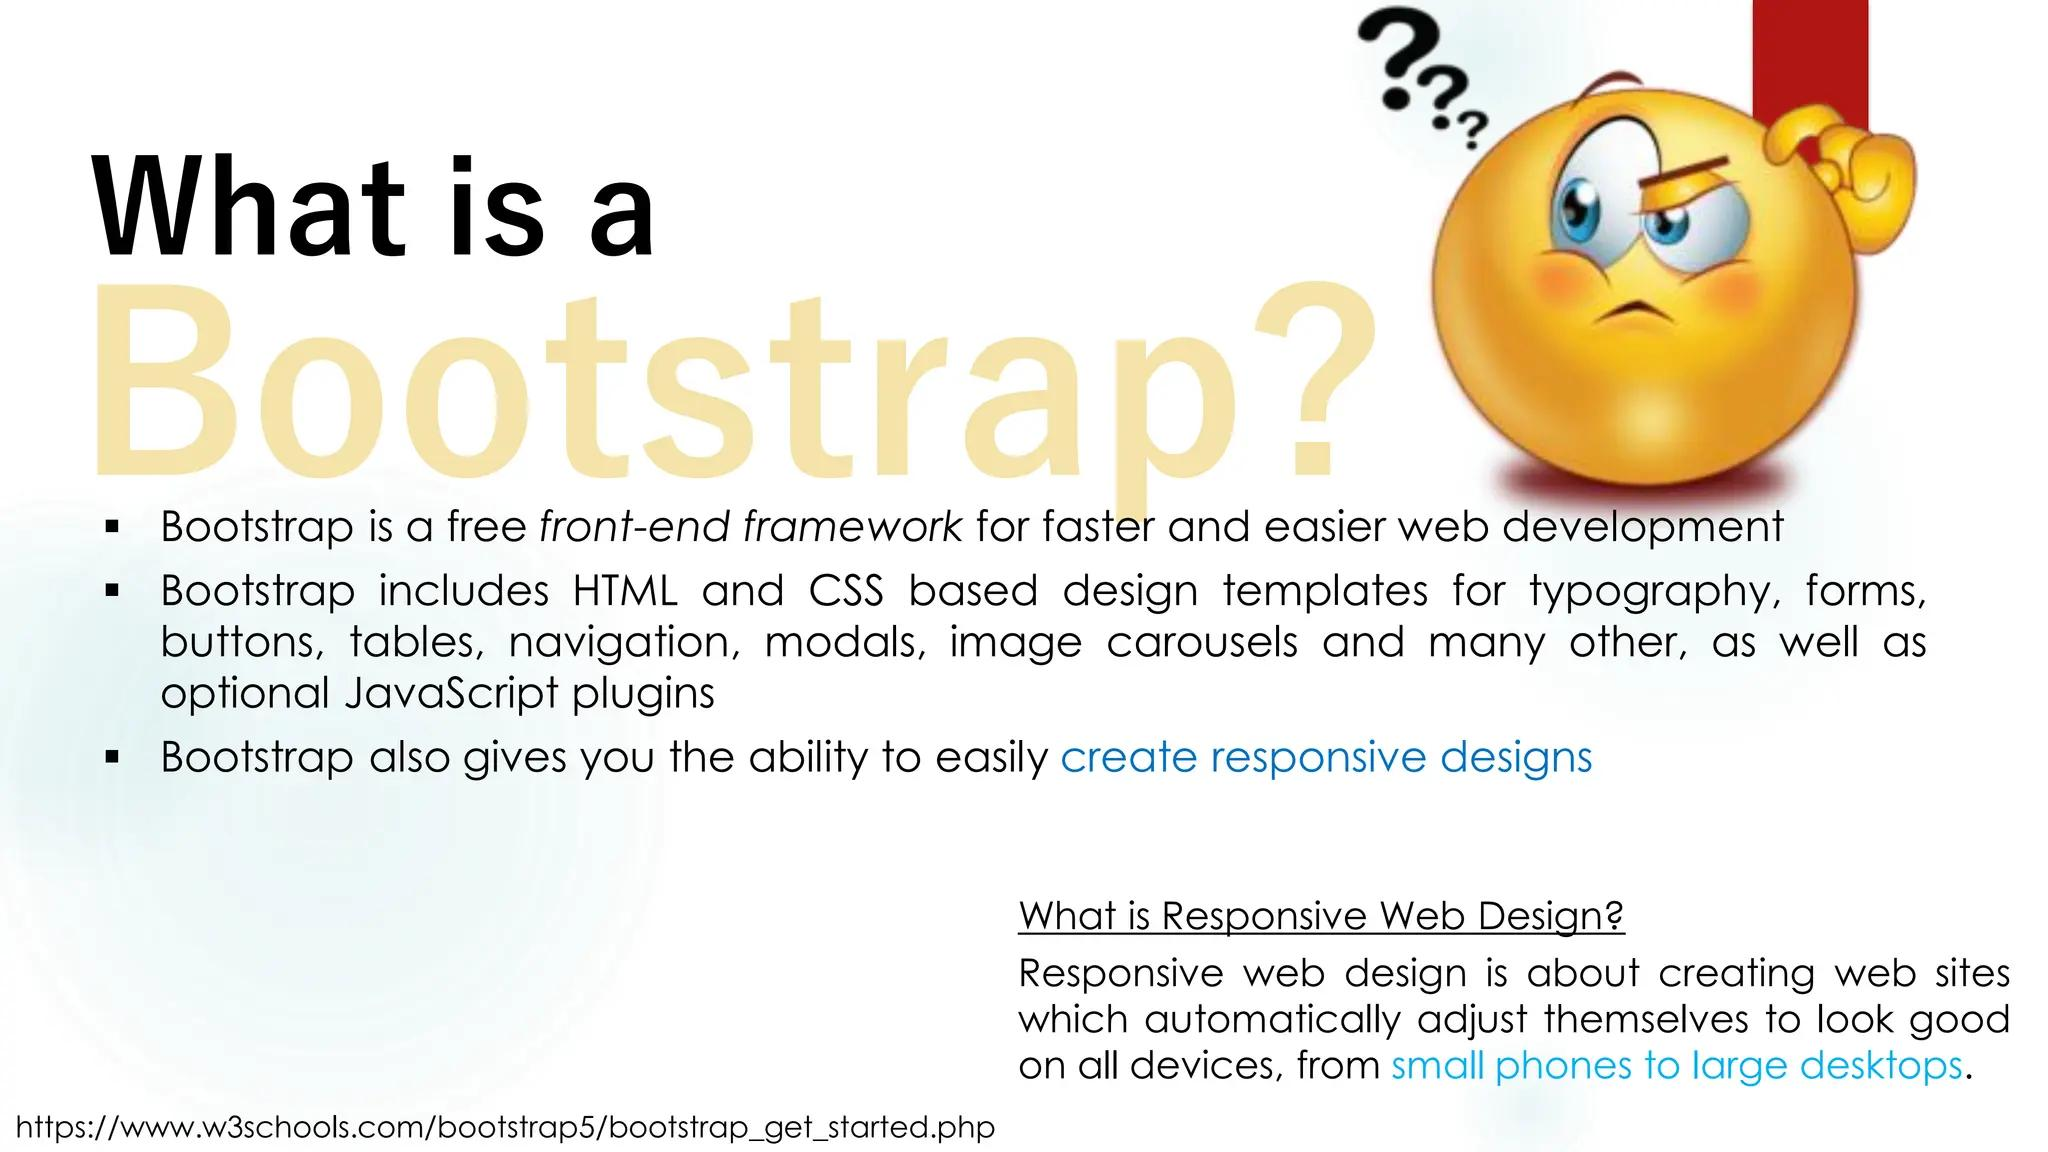 ???
What is a
Bootstrap?
▪ Bootstrap is a free front-end framework for faster and easier web development
▪ Bootstrap includes HTML and CSS based design templates for typography, forms,
buttons, tables, navigation, modals, image carousels and many other, as well as
optional JavaScript plugins
▪ Bootstrap also gives you the ability to easily create responsive designs
What is Responsive Web Design?
Responsive web design is about creating web sites
which automatically adjust themselves to look good
on all devices, from small phones to large desktops.
https://www.w3schools.com/bootstrap5/bootstrap_get_started.php